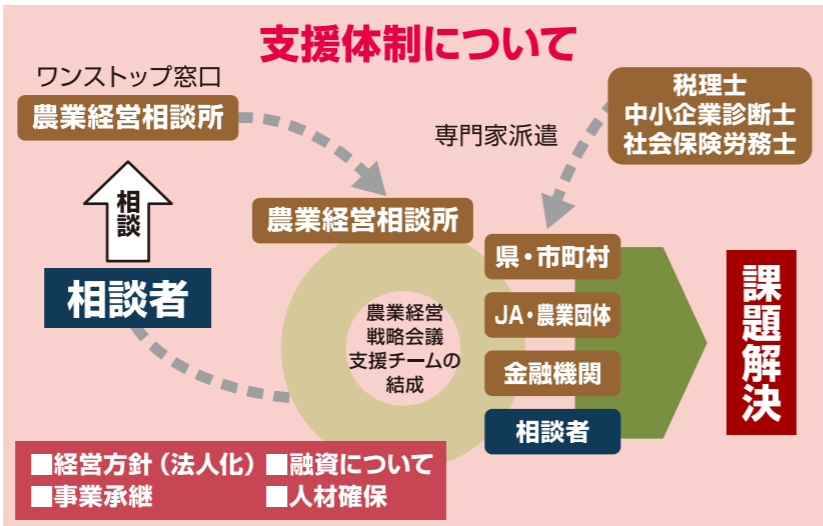 支援体制について
ワンストップ窓口
農業経営相談所
相談
相談者
専門家派遣
税理士
中小企業診断士
社会保険労務士
農業経営相談所
農業経営
戦略会議
支援チームの
結成
県・市町村
JA・農業団体
金融機関
相談者
課題解決
■経営方針（法人化）■融資について
■事業承継 ■人材確保